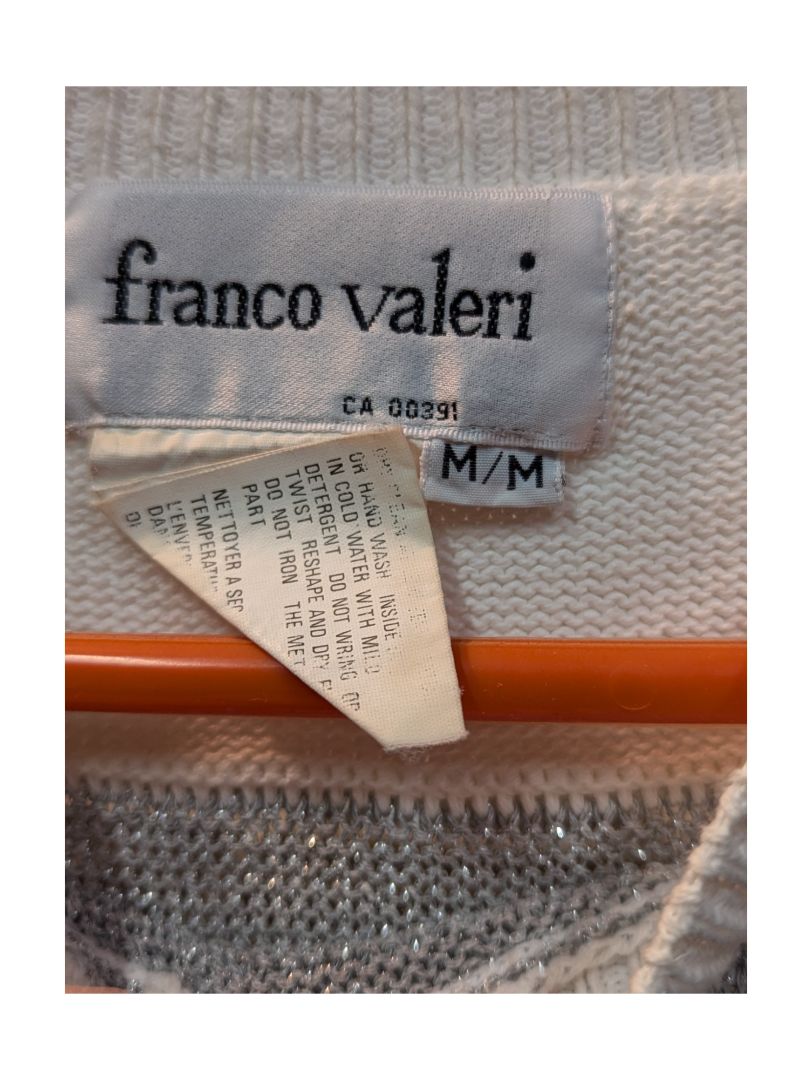 franco valeri
CA 00391
M/M
OR HAND WASH INSIDE
IN COLD WATER WITH MILD
DETERGENT DO NOT WRING OR
TWIST RESHAPE AND DRY
DO NOT IRON THE MET
PART
NETTOYER A SEC
TEMPERATU
L'ENVER
DAN